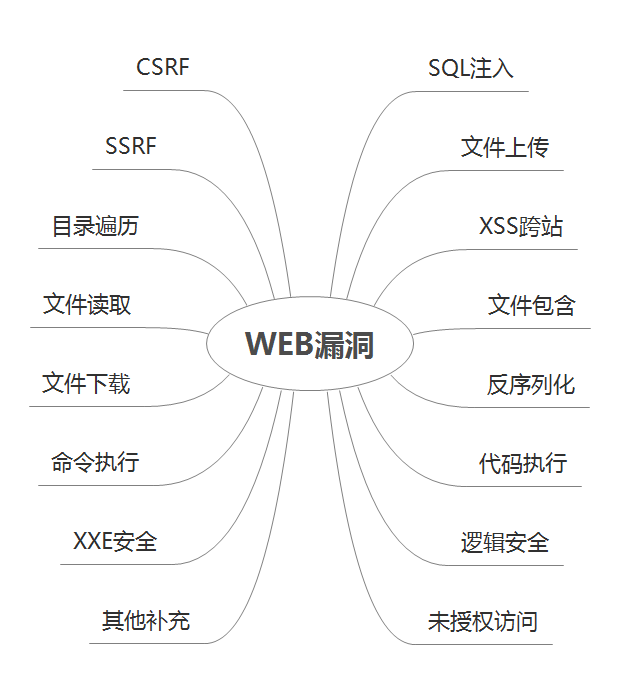 CSRF
SQL注入
SSRF
文件上传
目录遍历
XSS跨站
文件读取
文件包含
WEB漏洞
文件下载
反序列化
命令执行
代码执行
XXE安全
逻辑安全
其他补充
未授权访问